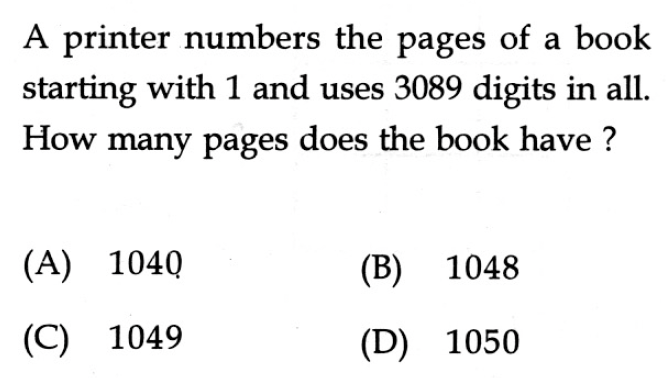 A printer numbers the pages of a book
starting with 1 and uses 3089 digits in all.
How many pages does the book have ?
(A) 1040 (B) 1048
(C) 1049 (D) 1050